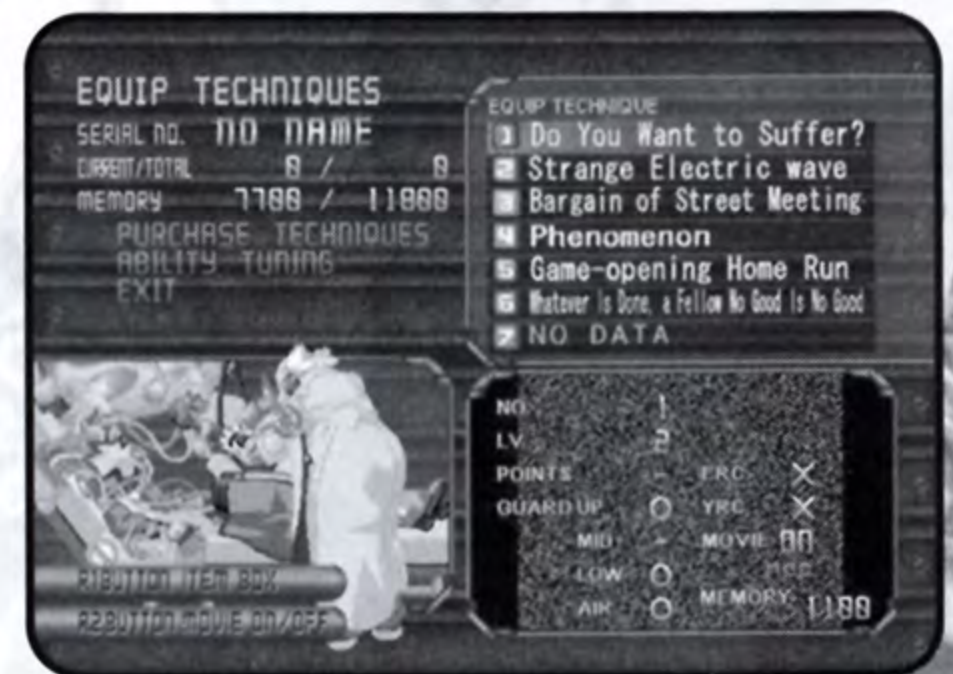 EQUIP TECHNIQUES
SERIAL NO. NO NAME
CURRENT/TOTAL 0 / 0
MEMORY 7700 / 11000
PURCHASE TECHNIQUES
ABILITY TUNING
EXIT
EQUIP TECHNIQUE
1 Do You Want to Suffer?
2 Strange Electric wave
3 Bargain of Street Meeting
4 Phenomenon
5 Game-opening Home Run
6 Whatever Is Done, a Fellow No Good Is No Good
7 NO DATA
NO. 1
LV. 2
POINTS - FRC X
GUARD UP O YRC X
MID - MOVIE 00
LOW O
AIR O MEMORY 1100
R1BUTTON ITEM BOX
R2BUTTON MOVIE ON/OFF